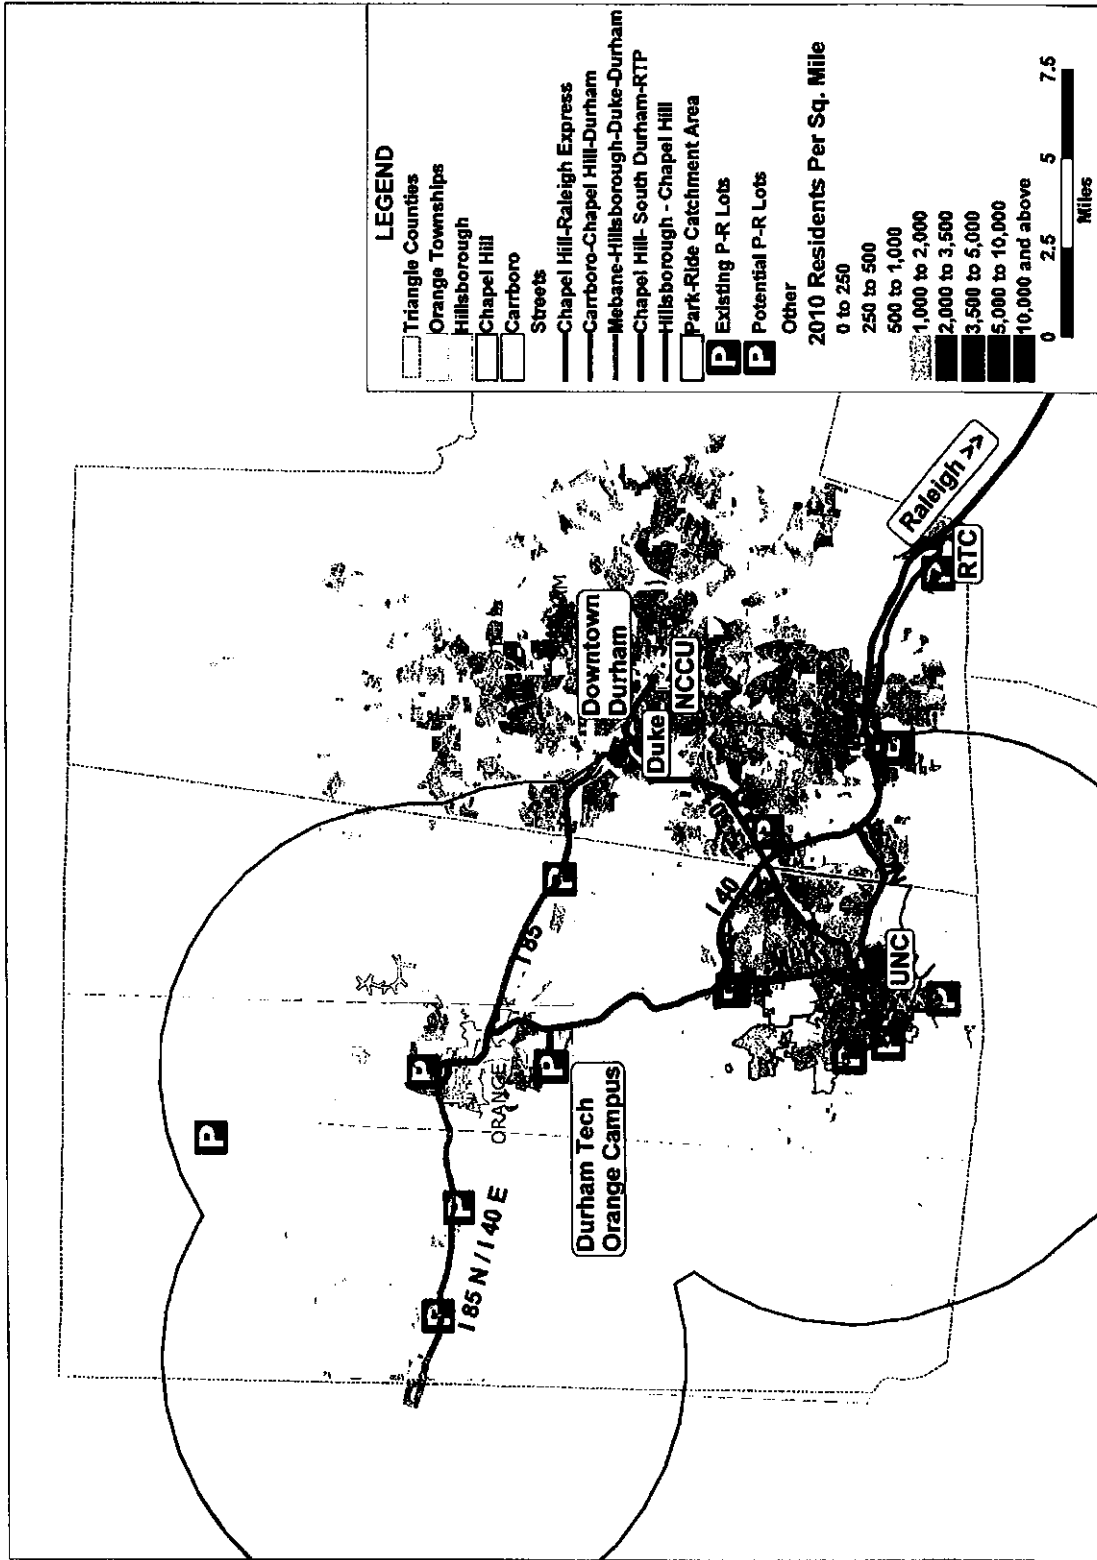 LEGEND
Triangle Counties
Orange Townships
Hillsborough
Chapel Hill
Carrboro
Streets
Chapel Hill-Raleigh Express
Carrboro-Chapel Hill-Durham
Mebane-Hillsborough-Duke-Durham
Chapel Hill- South Durham-RTP
Hillsborough - Chapel Hill
Park-Ride Catchment Area
P Existing P-R Lots
P Potential P-R Lots
Other
2010 Residents Per Sq. Mile
0 to 250
250 to 500
500 to 1,000
1,000 to 2,000
2,000 to 3,500
3,500 to 5,000
5,000 to 10,000
10,000 and above
0 2.5 5 7.5
Miles
P
P
P
P
P
P
I 85 N / I 40 E
ORANGE
I 85
Durham Tech
Orange Campus
Downtown
Durham
Duke
NCCU
I 40
P
P
P
P
P
P
P
UNC
P
RTC
Raleigh >>